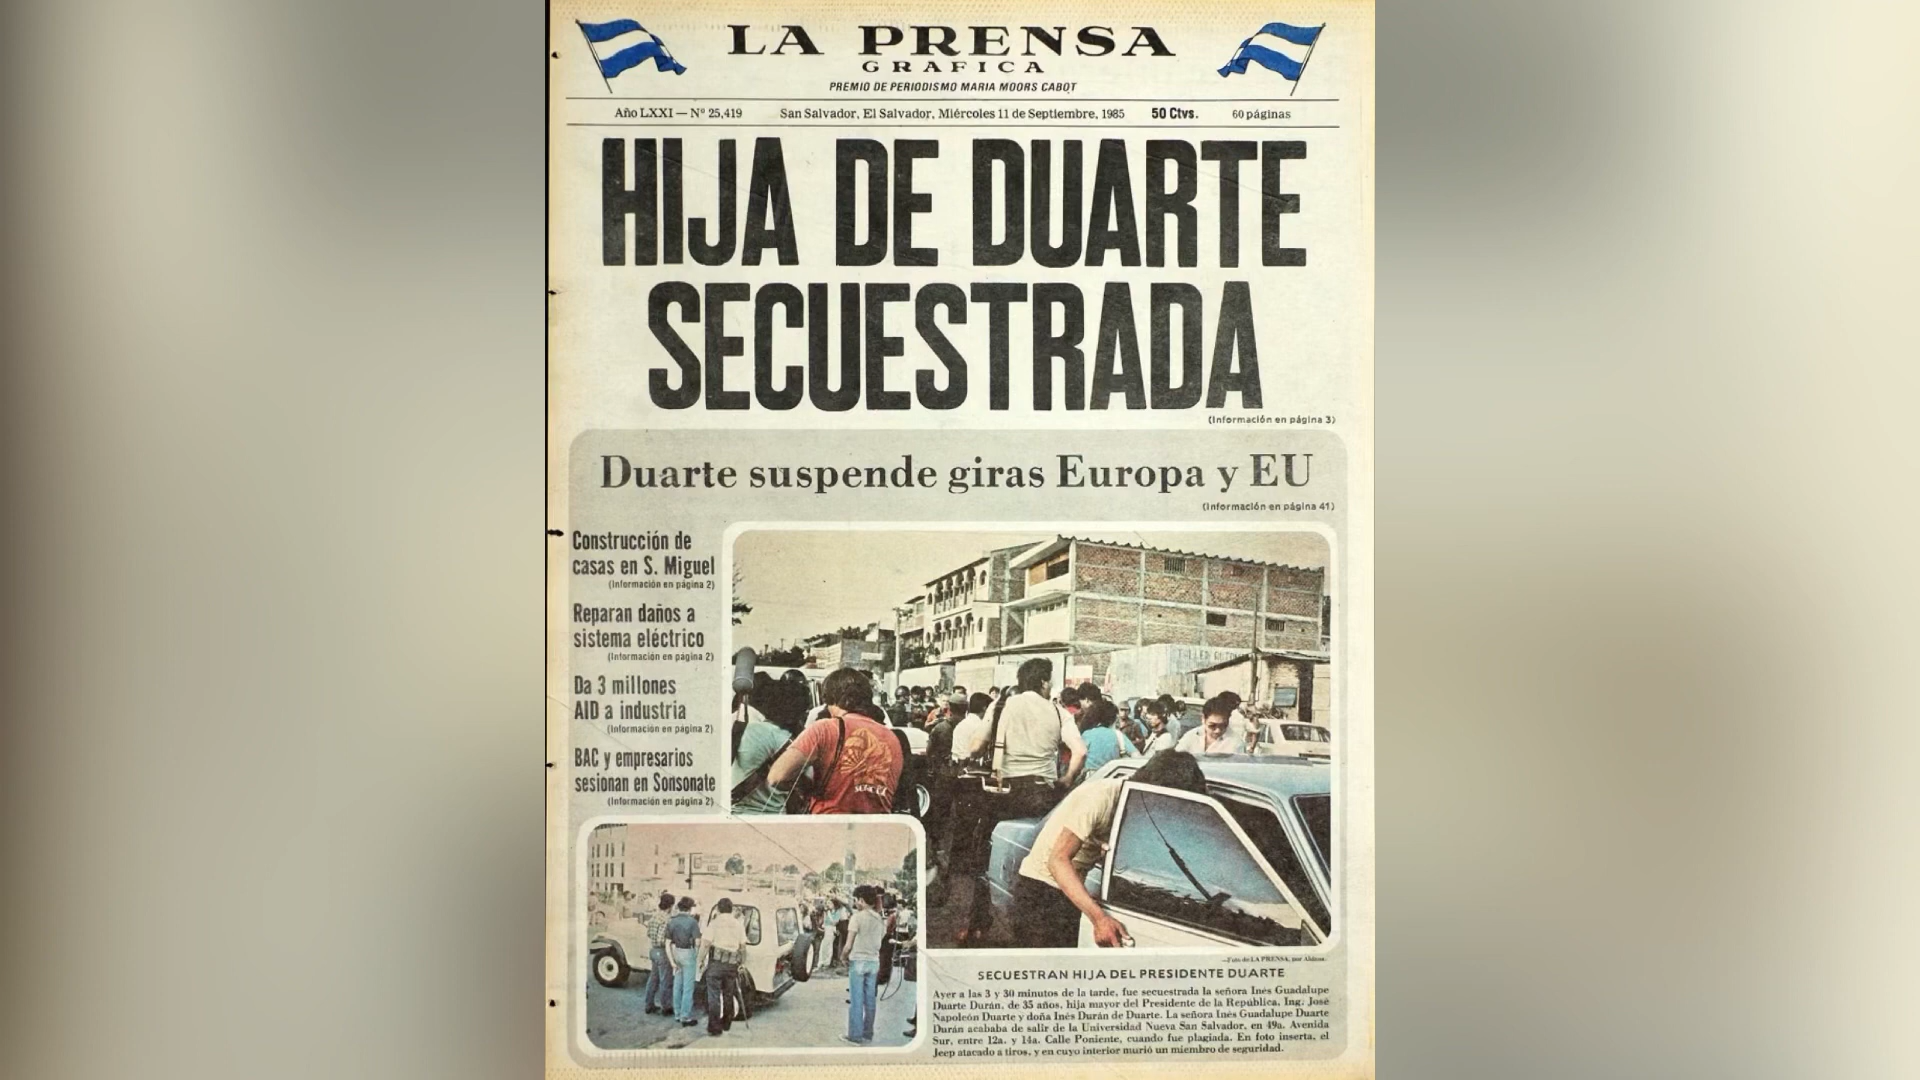 LA PRENSA
GRAFICA
PREMIO DE PERIODISMO MARIA MOORS CABOT
Año LXXI — Nº 25,419 San Salvador, El Salvador, Miércoles 11 de Septiembre, 1985 50 Ctvs. 60 páginas
HIJA DE DUARTE
SECUESTRADA
(Información en página 3)
Duarte suspende giras Europa y EU
(Información en página 41)
Construcción de
casas en S. Miguel
(Información en página 2)
Reparan daños a
sistema eléctrico
(Información en página 2)
Da 3 millones
AID a industria
(Información en página 2)
BAC y empresarios
sesionan en Sonsonate
(Información en página 2)
—Foto de LA PRENSA, por
SECUESTRAN HIJA DEL PRESIDENTE DUARTE
Ayer a las 3 y 30 minutos de la tarde, fue secuestrada la señora Inés Guadalupe
Duarte Durán, de 35 años, hija mayor del Presidente de la República, Ing. José
Napoleón Duarte y doña Inés Durán de Duarte. La señora Inés Guadalupe Duarte
Durán acababa de salir de la Universidad Nueva San Salvador, en 49a. Avenida
Sur, entre 12a. y 14a. Calle Poniente, cuando fue plagiada. En foto inserta, el
Jeep atacado a tiros, y en cuyo interior murió un miembro de seguridad.